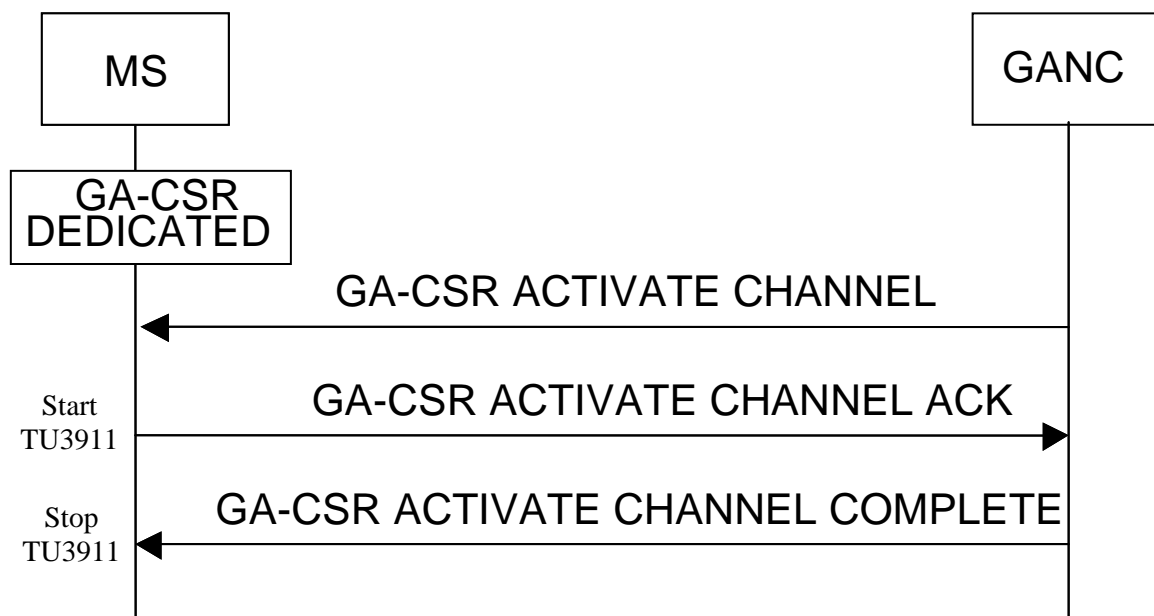 MS
GANC
GA-CSR
DEDICATED
GA-CSR ACTIVATE CHANNEL
Start
TU3911
GA-CSR ACTIVATE CHANNEL ACK
Stop
TU3911
GA-CSR ACTIVATE CHANNEL COMPLETE